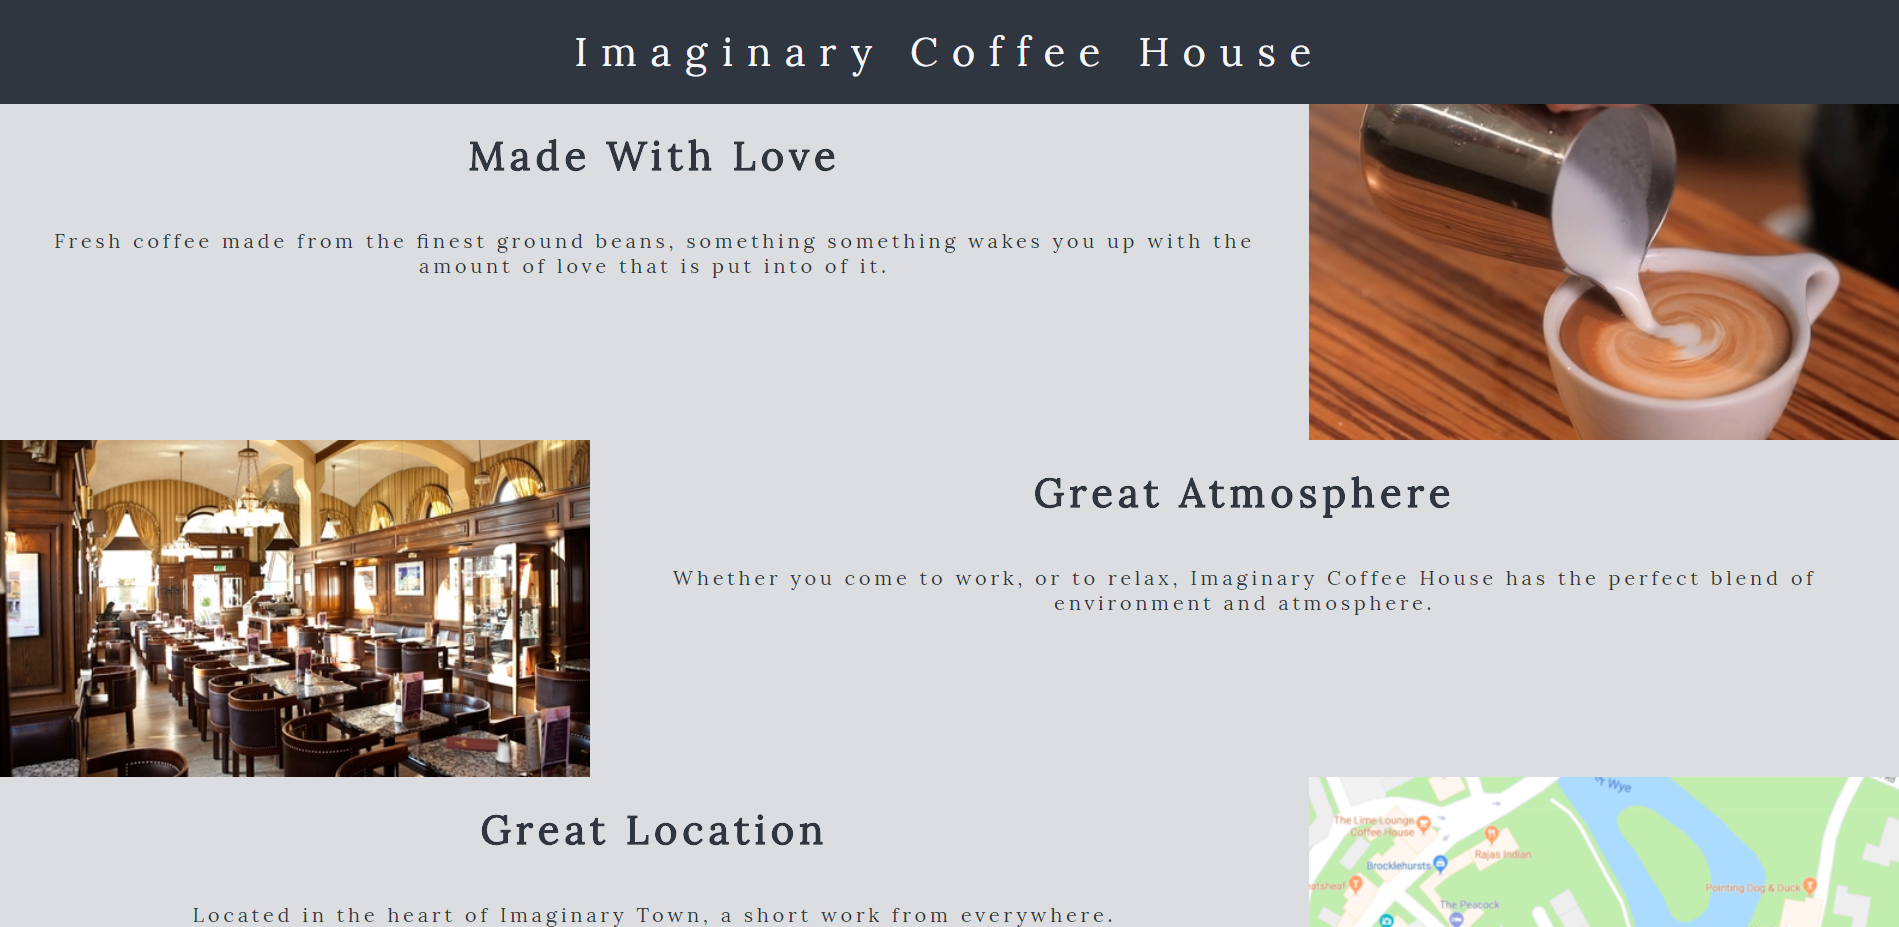 Imaginary Coffee House
Made With Love
Fresh coffee made from the finest ground beans, something something wakes you up with the
amount of love that is put into of it.
Great Atmosphere
Whether you come to work, or to relax, Imaginary Coffee House has the perfect blend of
environment and atmosphere.
Great Location
Located in the heart of Imaginary Town, a short work from everywhere.
Wye
The Lime Lounge
Coffee House
Rajas Indian
Brocklehursts
atsheaf
Pointing Dog & Duck
The Peacock